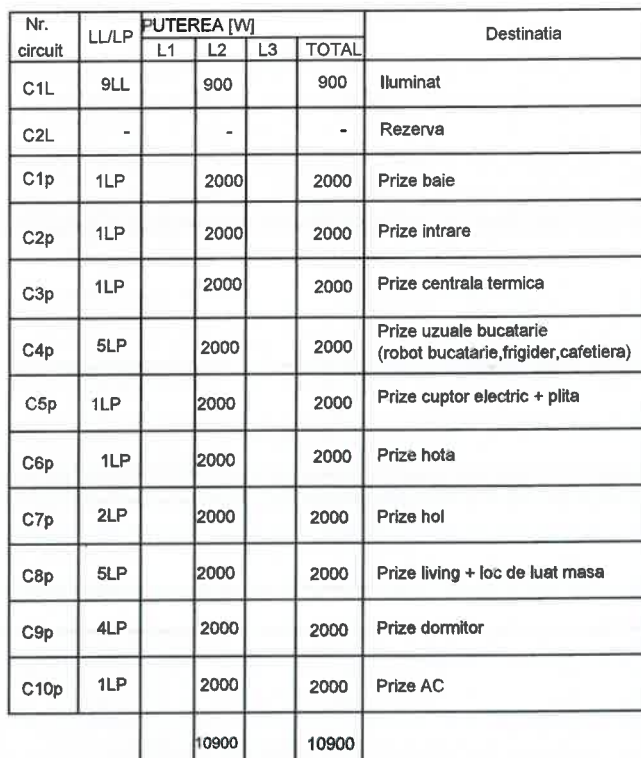 Nr. circuit LL/LP PUTEREA [W] Destinatia
L1 L2 L3 TOTAL
C1L 9LL 900 900 Iluminat
C2L - - - Rezerva
C1p 1LP 2000 2000 Prize baie
C2p 1LP 2000 2000 Prize intrare
C3p 1LP 2000 2000 Prize centrala termica
C4p 5LP 2000 2000 Prize uzuale bucatarie
(robot bucatarie,frigider,cafetiera)
C5p 1LP 2000 2000 Prize cuptor electric + plita
C6p 1LP 2000 2000 Prize hota
C7p 2LP 2000 2000 Prize hol
C8p 5LP 2000 2000 Prize living + loc de luat masa
C9p 4LP 2000 2000 Prize dormitor
C10p 1LP 2000 2000 Prize AC
10900 10900